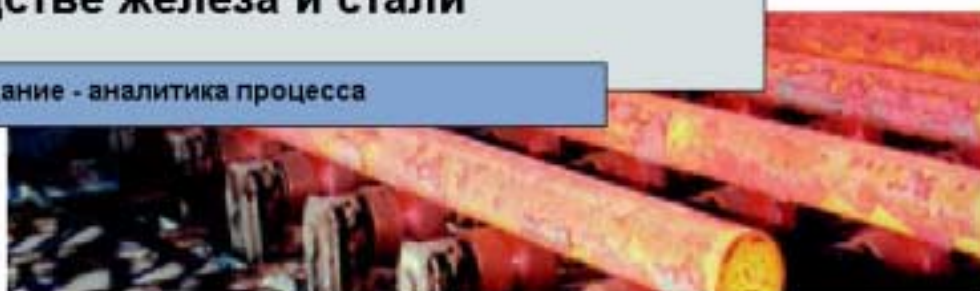 дстве железа и стали
ание - аналитика процесса